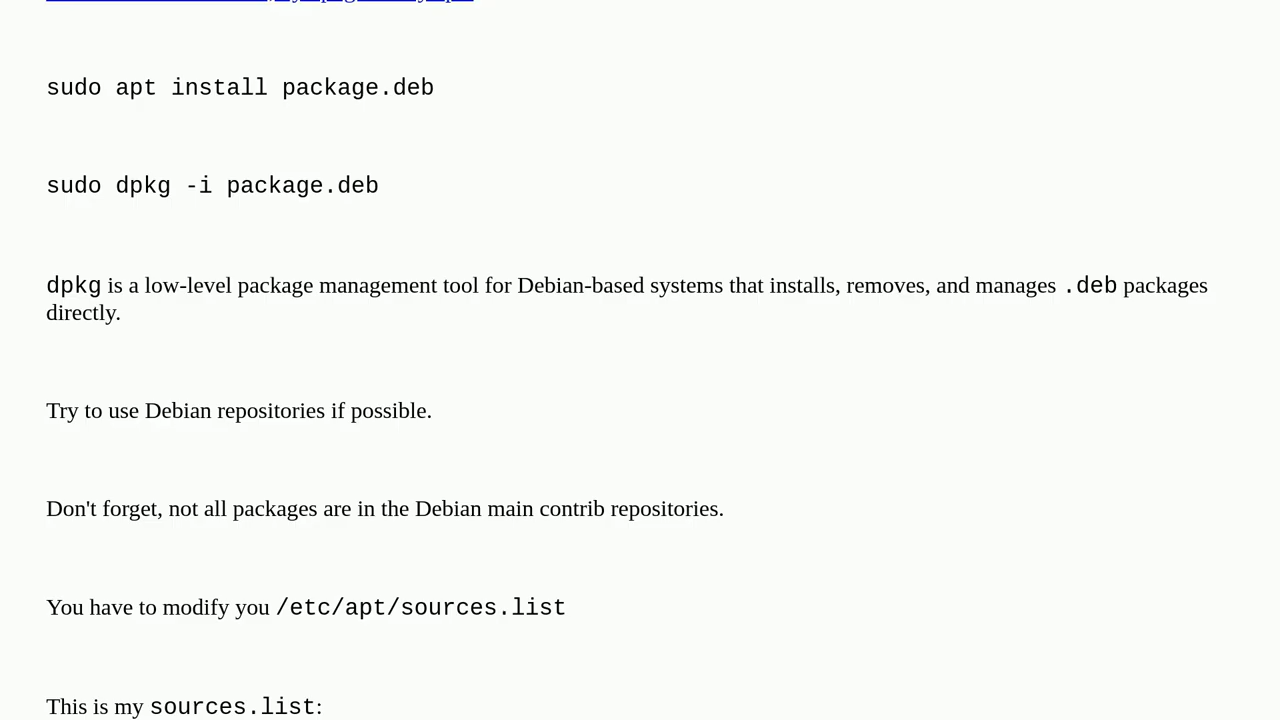 sudo apt install package.deb
sudo dpkg -i package.deb
dpkg is a low-level package management tool for Debian-based systems that installs, removes, and manages .deb packages
directly.
Try to use Debian repositories if possible.
Don't forget, not all packages are in the Debian main contrib repositories.
You have to modify you /etc/apt/sources.list
This is my sources.list: